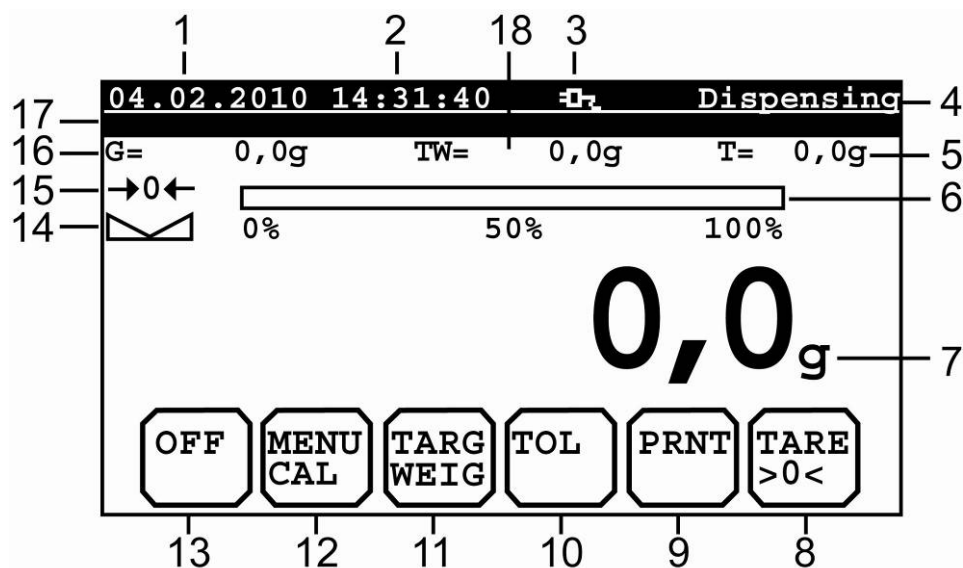 1 2 18 3
04.02.2010 14:31:40 Dispensing 4
17
16 G= 0,0g TW= 0,0g T= 0,0g 5
15 →0← 6
14 0% 50% 100%
0,0g 7
OFF MENU TARG TOL PRNT TARE
CAL WEIG >0<
13 12 11 10 9 8